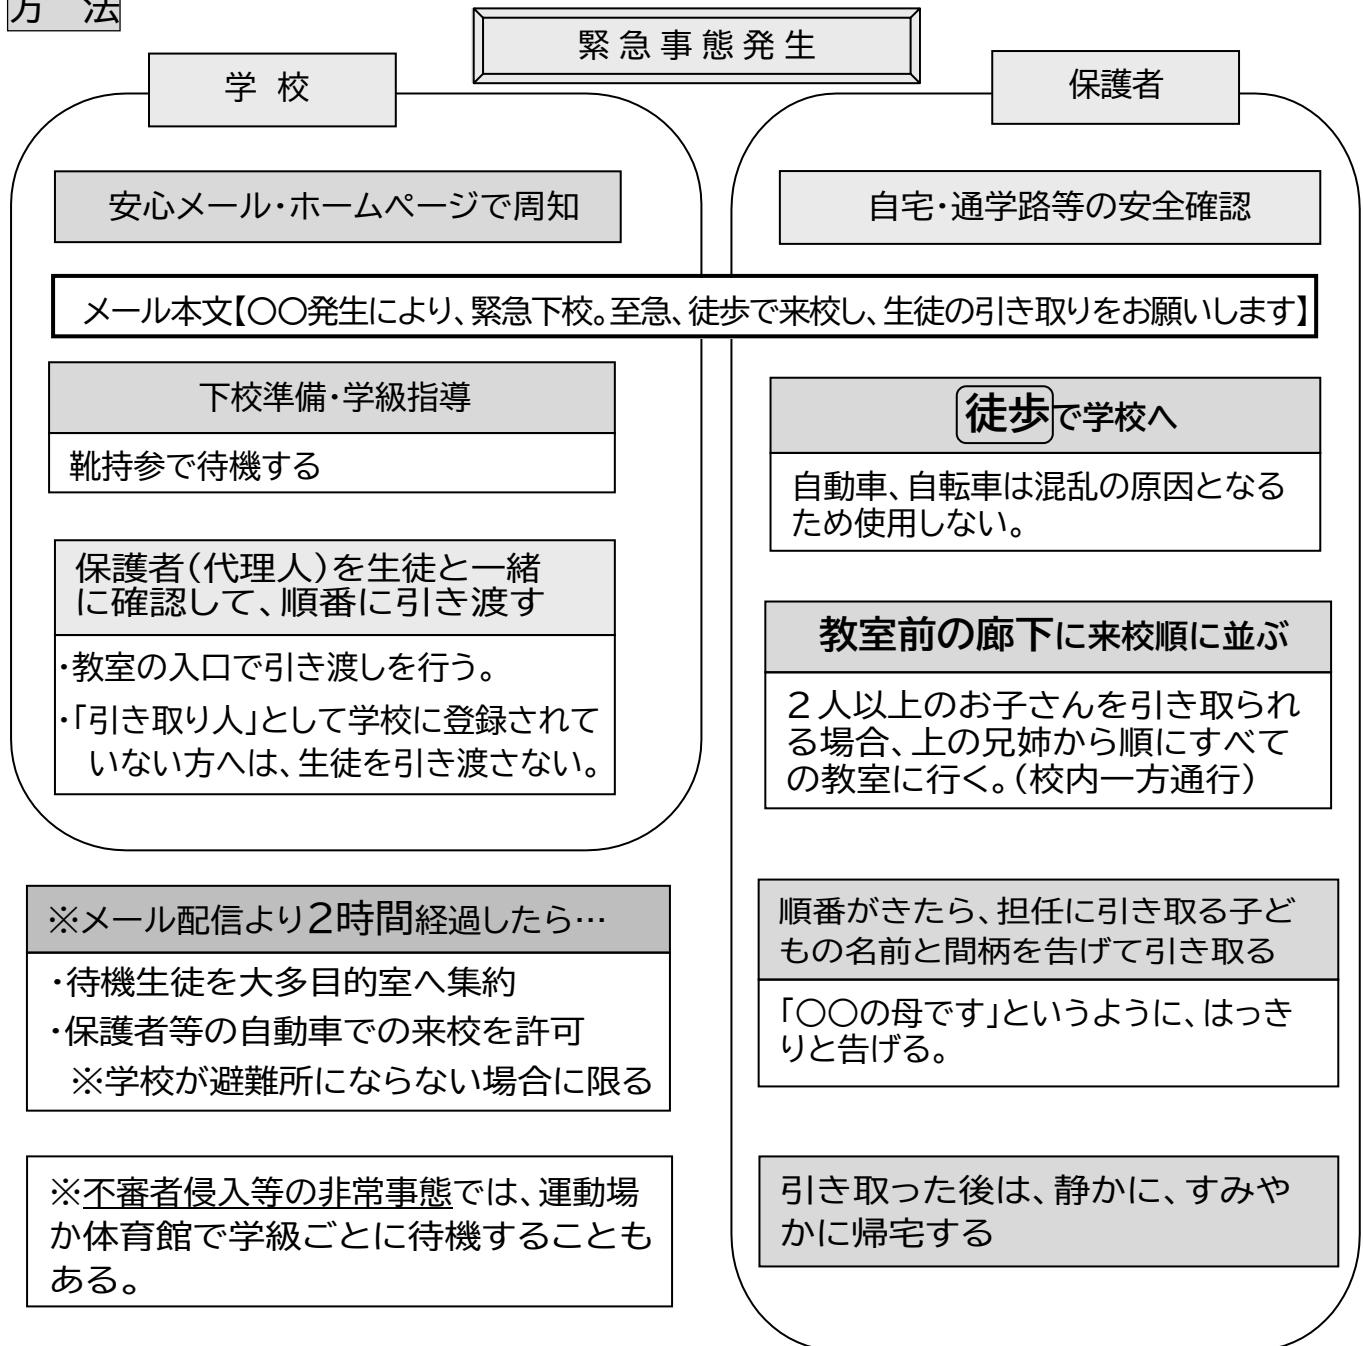 方　法
緊急事態発生
学 校
安心メール・ホームページで周知
保護者
自宅・通学路等の安全確認
メール本文【〇〇発生により、緊急下校。至急、徒歩で来校し、生徒の引き取りをお願いします】
下校準備・学級指導
靴持参で待機する
保護者（代理人）を生徒と一緒
に確認して、順番に引き渡す
・教室の入口で引き渡しを行う。
・「引き取り人」として学校に登録されて
いない方へは、生徒を引き渡さない。
徒歩で学校へ
自動車、自転車は混乱の原因となる
ため使用しない。
教室前の廊下に来校順に並ぶ
２人以上のお子さんを引き取られ
る場合、上の兄姉から順にすべて
の教室に行く。（校内一方通行）
※メール配信より２時間経過したら…
・待機生徒を大多目的室へ集約
・保護者等の自動車での来校を許可
※学校が避難所にならない場合に限る
※不審者侵入等の非常事態では、運動場
か体育館で学級ごとに待機することも
ある。
順番がきたら、担任に引き取る子ど
もの名前と間柄を告げて引き取る
「〇〇の母です」というように、はっき
りと告げる。
引き取った後は、静かに、すみや
かに帰宅する